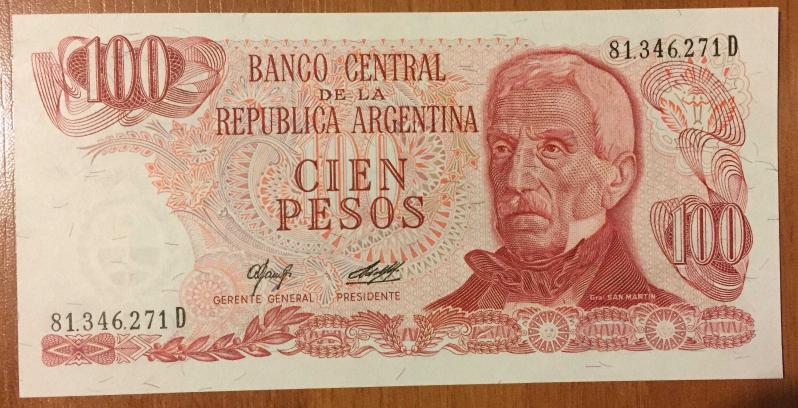 100
81.346.271 D
BANCO CENTRAL
DE LA
REPUBLICA ARGENTINA
100
CIEN
PESOS
100
GERENTE GENERAL PRESIDENTE
Gral. SAN MARTIN
81.346.271 D